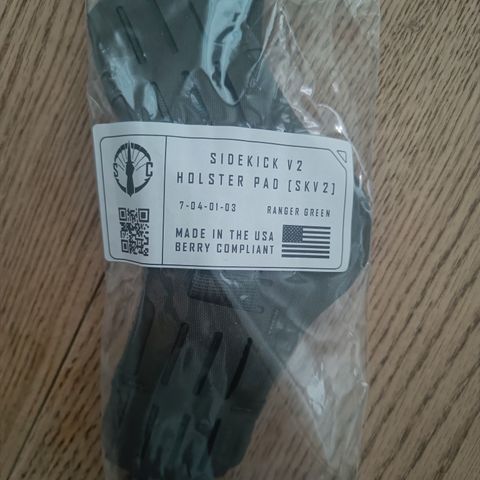 SIDEKICK V2
HOLSTER PAD [SKV2]
S C
7-04-01-03 RANGER GREEN
MADE IN THE USA
BERRY COMPLIANT